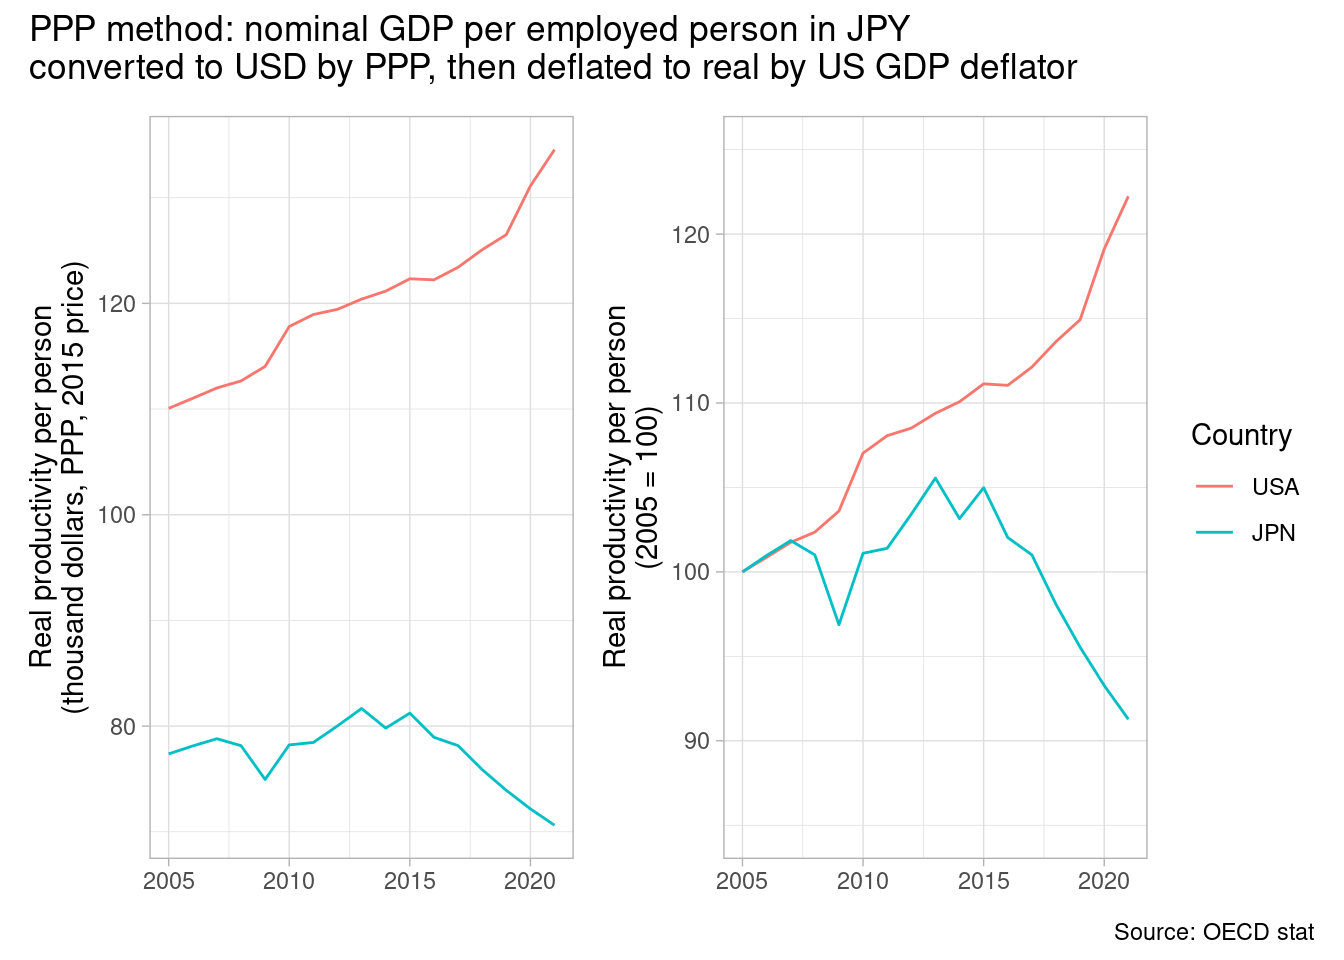 PPP method: nominal GDP per employed person in JPY
converted to USD by PPP, then deflated to real by US GDP deflator
Real productivity per person
(thousand dollars, PPP, 2015 price)
120
100
80
2005
2010
2015
2020
Real productivity per person
(2005 = 100)
120
110
100
90
2005
2010
2015
2020
Country
USA
JPN
Source: OECD stat